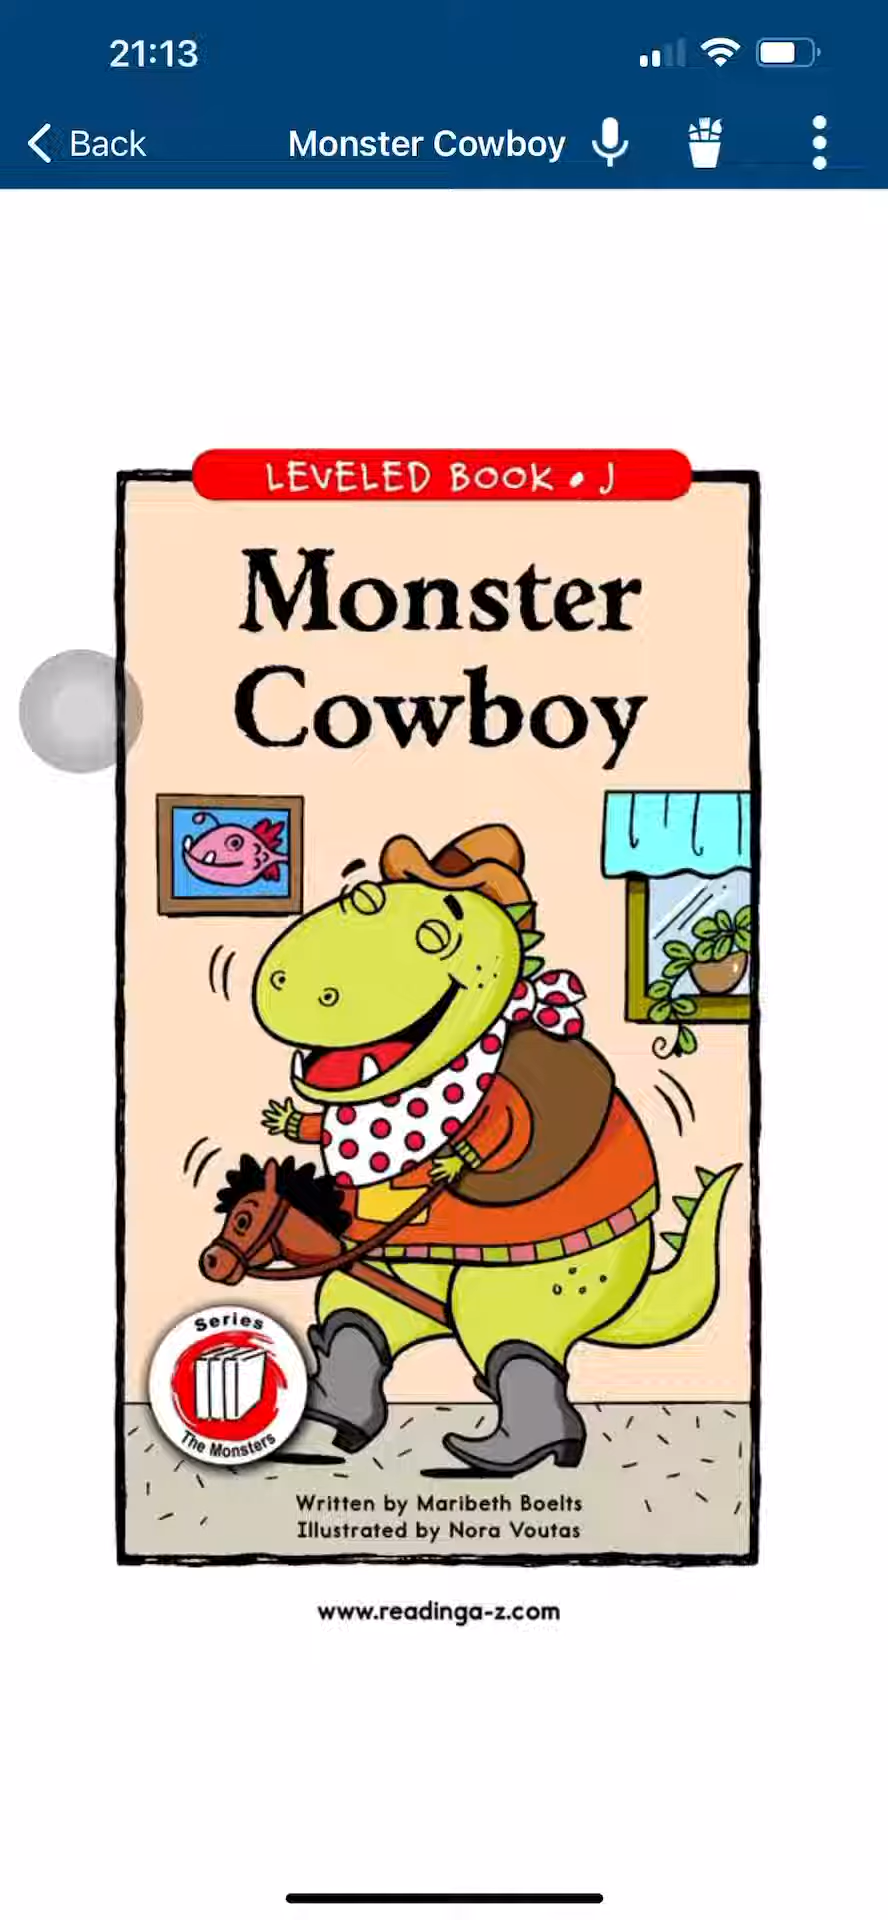 21:13
Back
Monster Cowboy
LEVELED BOOK • J
Monster
Cowboy
Series
The Monsters
Written by Maribeth Boelts
Illustrated by Nora Voutas
www.readinga-z.com